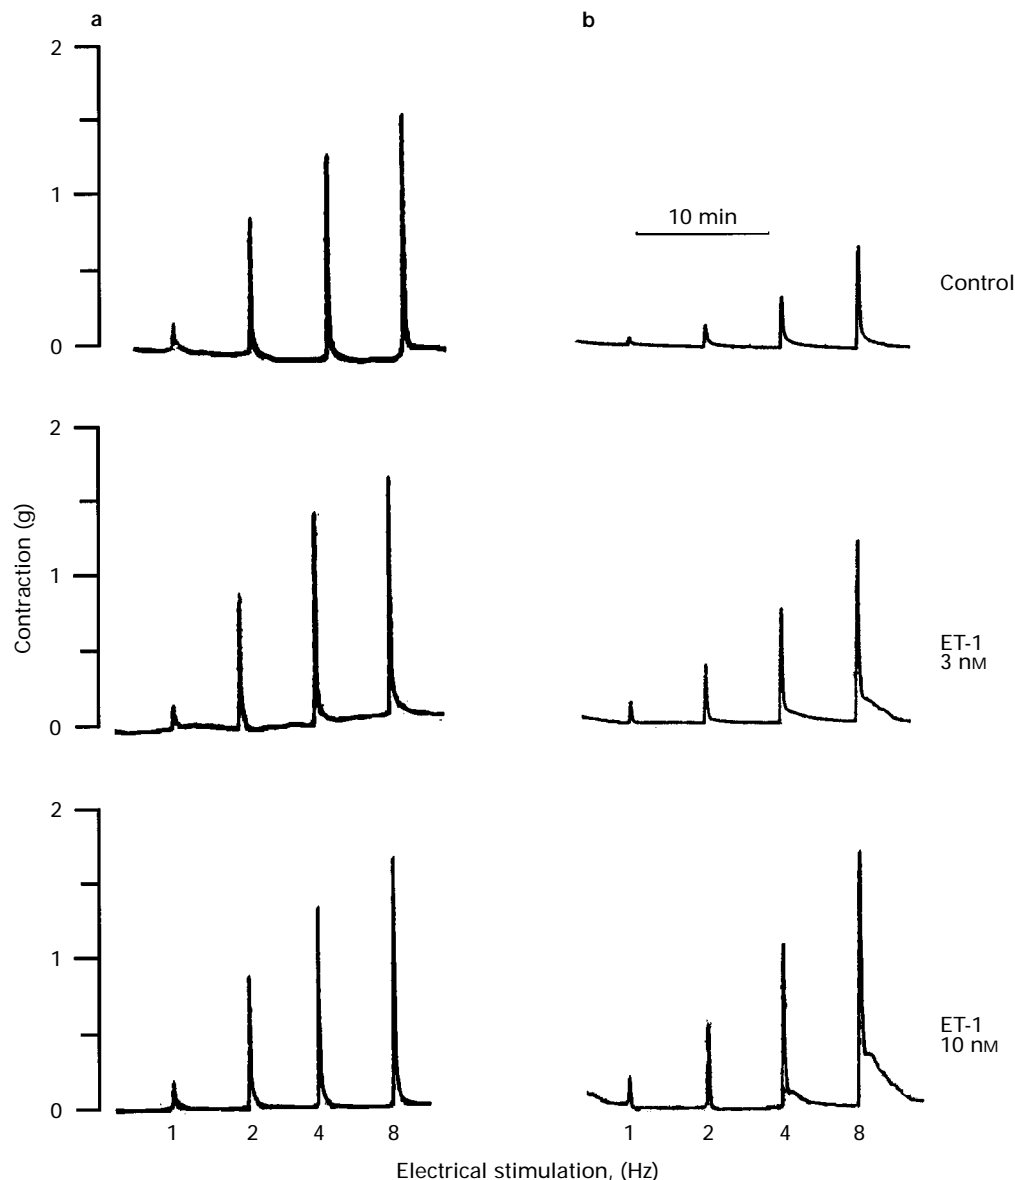 a
b
2
1
0
10 min
Control
2
1
0
Contraction (g)
ET-1
3 nM
2
1
0
ET-1
10 nM
1 2 4 8
1 2 4 8
Electrical stimulation, (Hz)